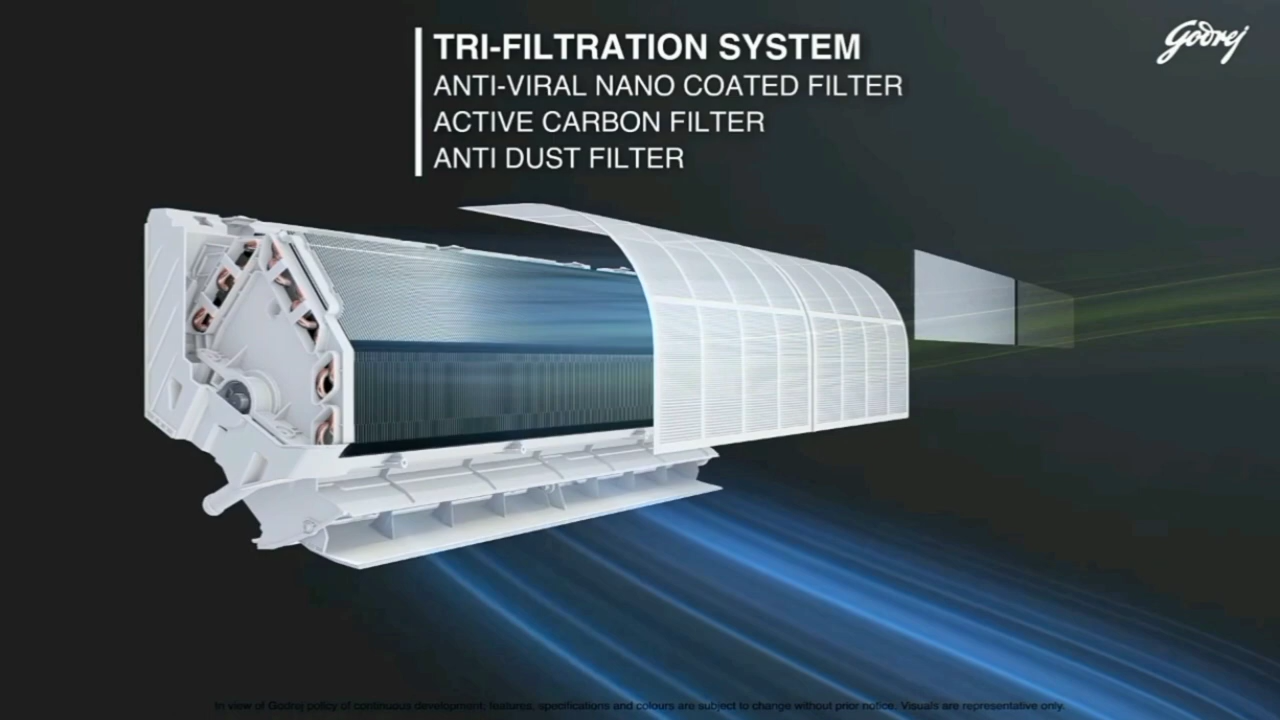 TRI-FILTRATION SYSTEM
ANTI-VIRAL NANO COATED FILTER
ACTIVE CARBON FILTER
ANTI DUST FILTER
Godrej
In view of Godrej policy of continuous development, features, specifications and colours are subject to change without prior notice. Visuals are representative only.